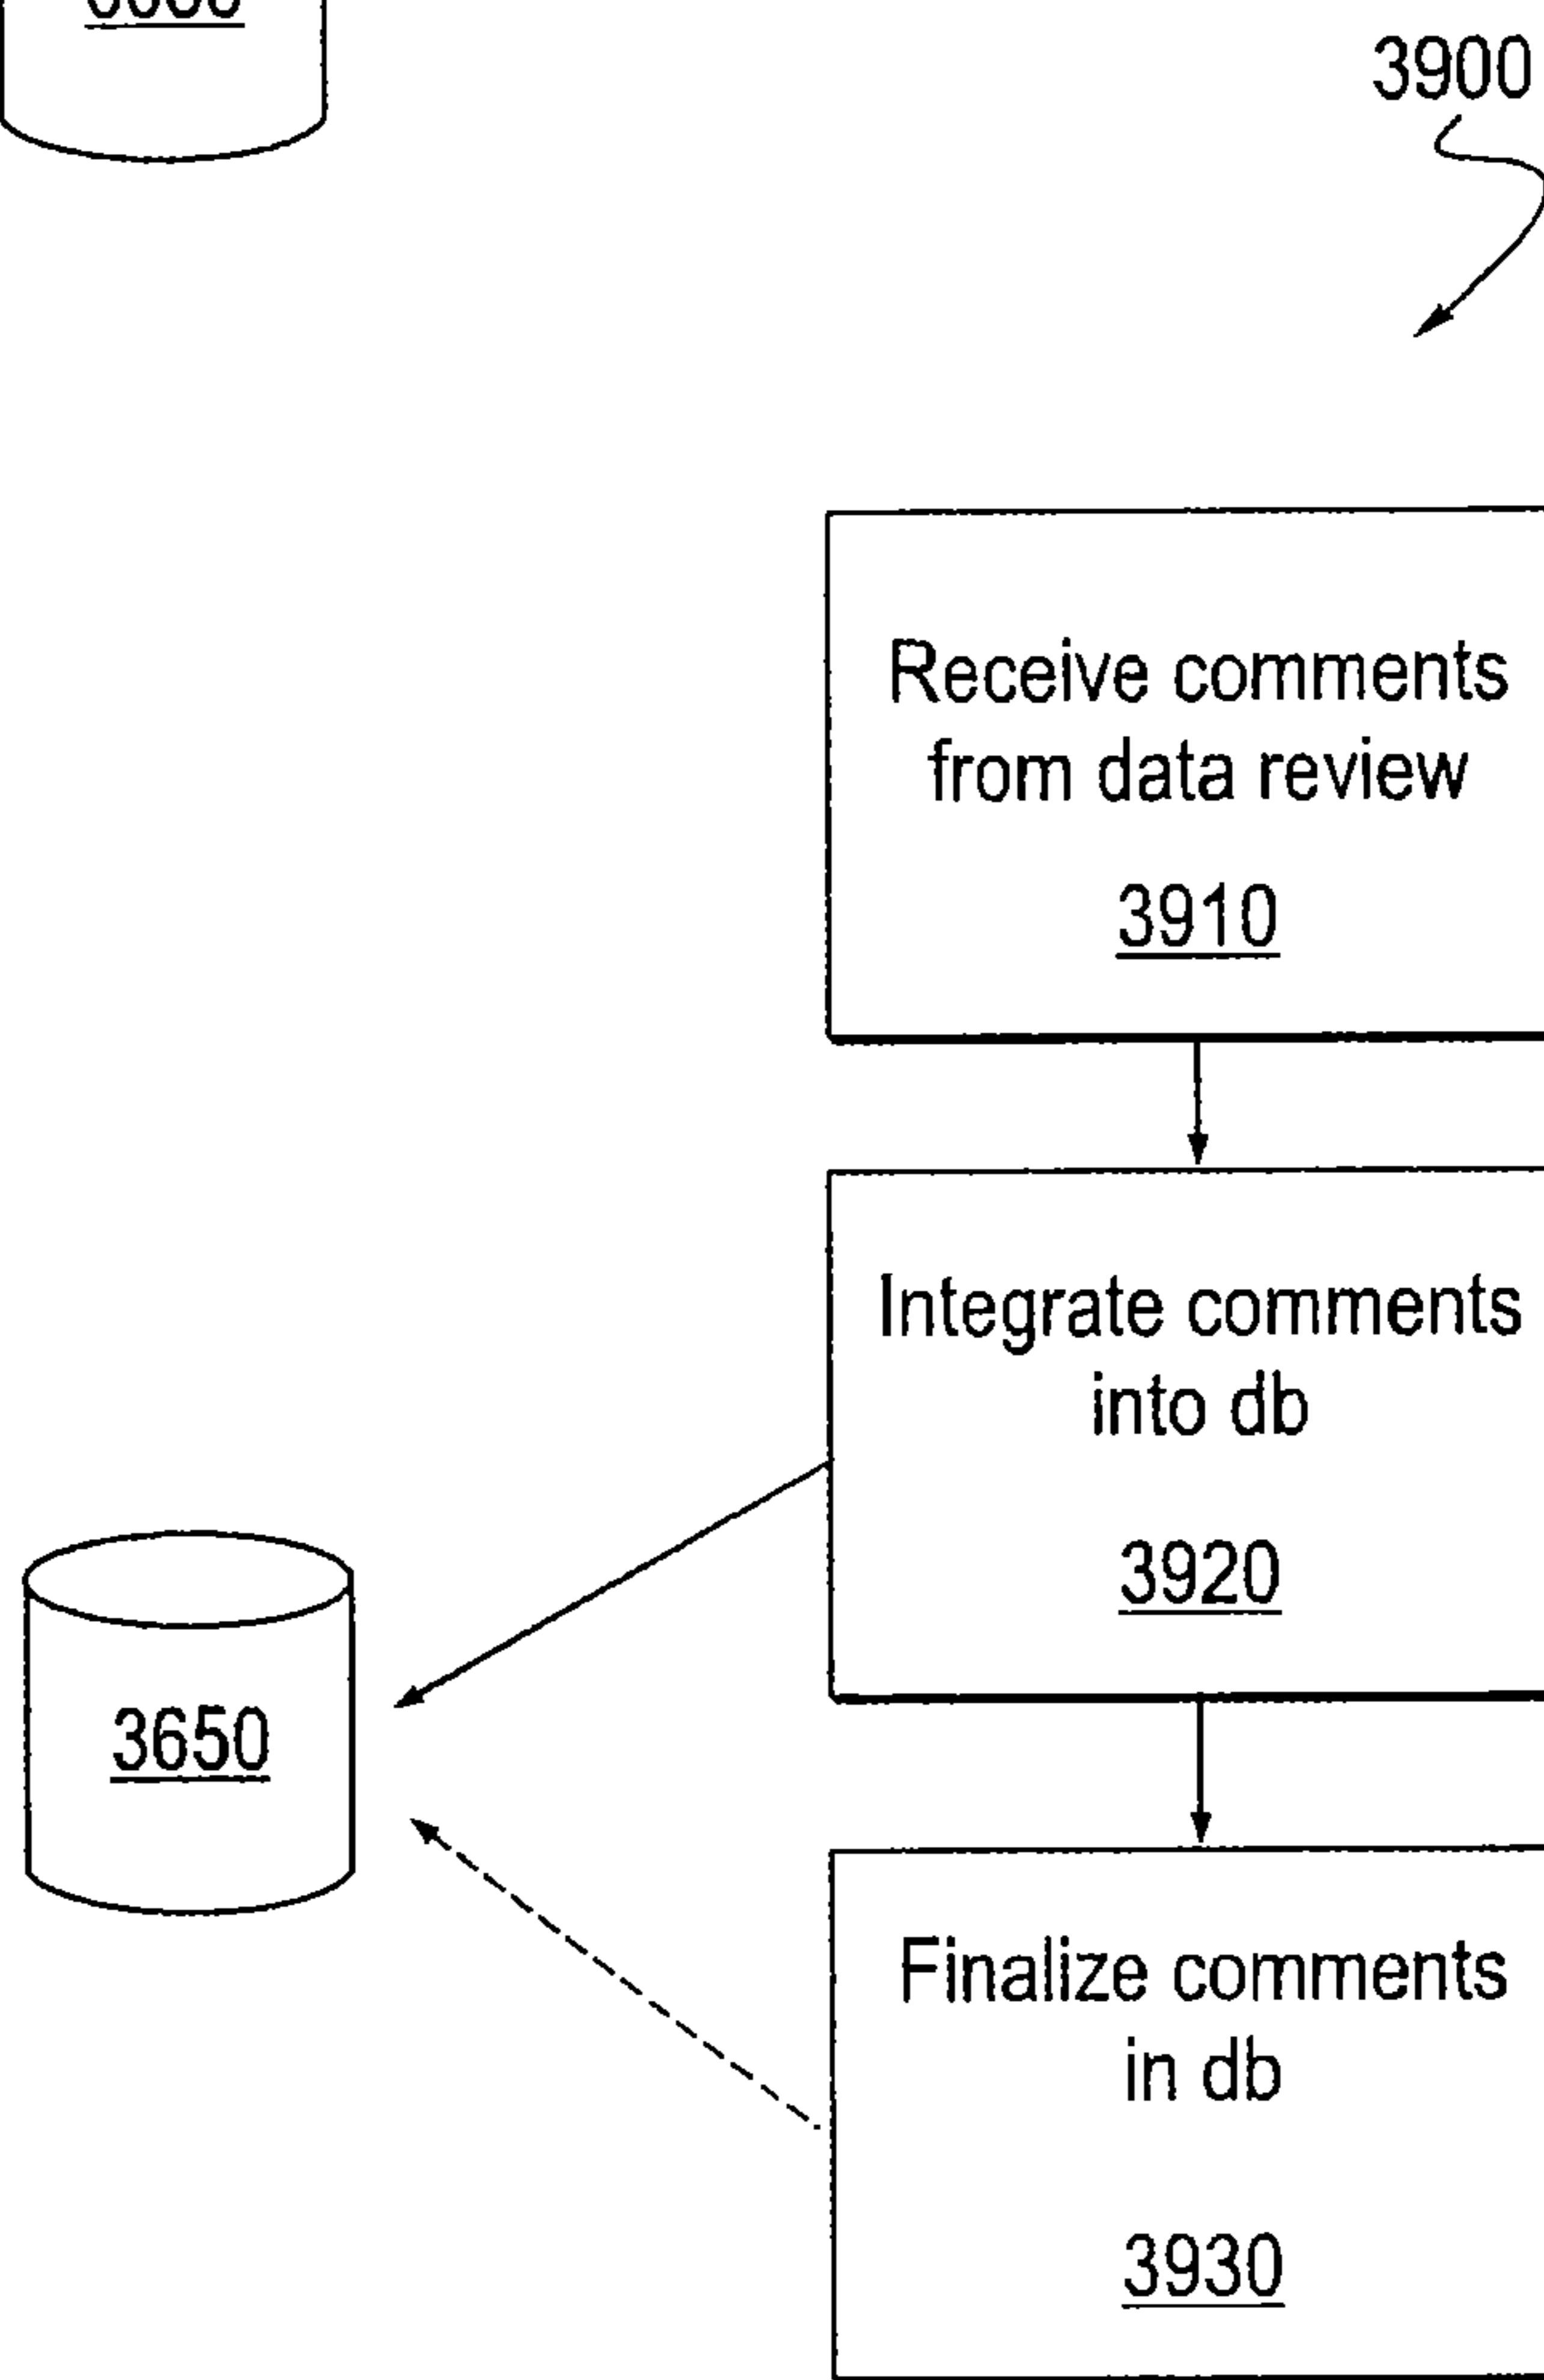 3900
Receive comments
from data review
3910
Integrate comments
into db
3920
3650
Finalize comments
in db
3930